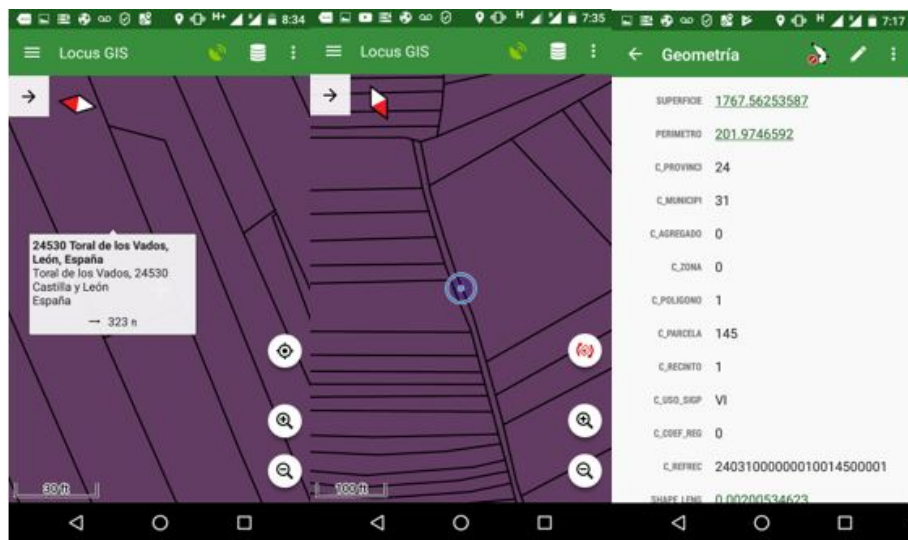 H+ 8:34
Locus GIS
24530 Toral de los Vados,
León, España
Toral de los Vados, 24530
Castilla y León
España
→ 323 ft
30 ft
H 7:35
Locus GIS
100 ft
H 7:17
← Geometría
SUPERFICIE 1767.56253587
PERIMETRO 201.9746592
C_PROVINCI 24
C_MUNICIPI 31
C_AGREGADO 0
C_ZONA 0
C_POLIGONO 1
C_PARCELA 145
C_RECINTO 1
C_USO_SIGP VI
C_COEF_REG 0
C_REFREC 24031000000010014500001
SHAPE_LENG 0.00200534623